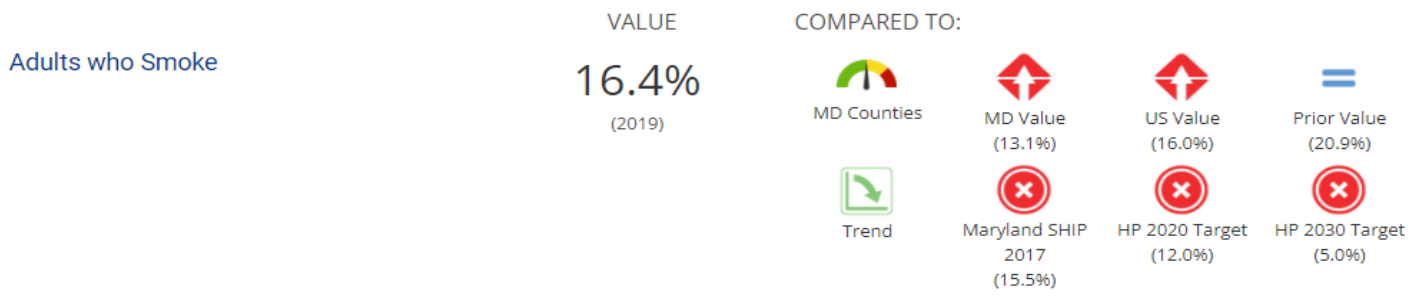 VALUE
COMPARED TO:
Adults who Smoke
16.4%
(2019)
MD Counties
MD Value
(13.1%)
US Value
(16.0%)
Prior Value
(20.9%)
Trend
Maryland SHIP
2017
(15.5%)
HP 2020 Target
(12.0%)
HP 2030 Target
(5.0%)